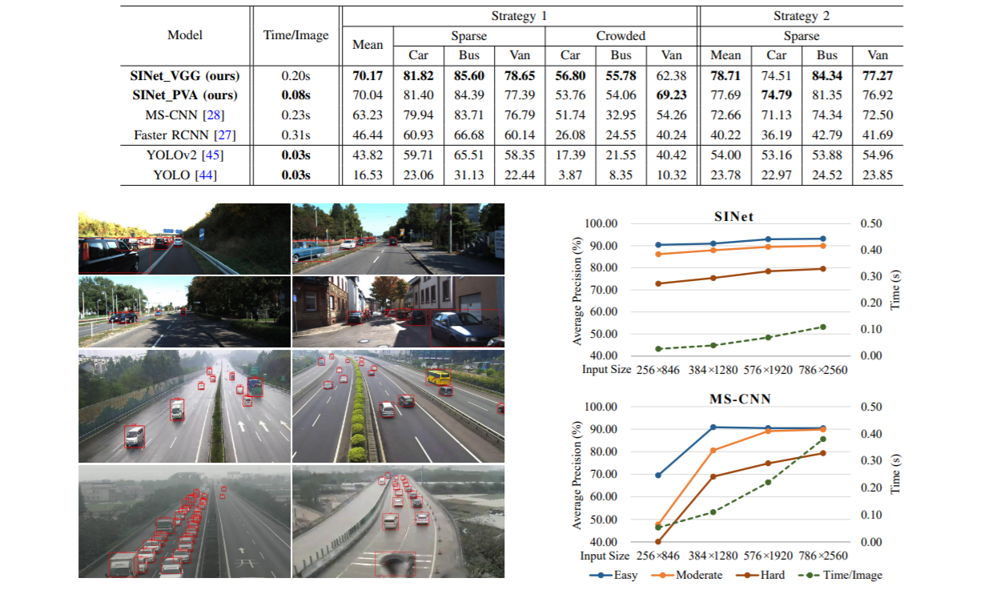 Model Time/Image Strategy 1 Strategy 2
Mean Sparse Crowded Sparse
Car Bus Van Car Bus Van Mean Car Bus Van
SINet_VGG (ours) 0.20s 70.17 81.82 85.60 78.65 56.80 55.78 62.38 78.71 74.51 84.34 77.27
SINet_PVA (ours) 0.08s 70.04 81.40 84.39 77.39 53.76 54.06 69.23 77.69 74.79 81.35 76.92
MS-CNN [28] 0.23s 63.23 79.94 83.71 76.79 51.74 32.95 54.26 72.66 71.13 74.34 72.50
Faster RCNN [27] 0.31s 46.44 60.93 66.68 60.14 26.08 24.55 40.24 40.22 36.19 42.79 41.69
YOLOv2 [45] 0.03s 43.82 59.71 65.51 58.35 17.39 21.55 40.42 54.00 53.16 53.88 54.96
YOLO [44] 0.03s 16.53 23.06 31.13 22.44 3.87 8.35 10.32 23.78 22.97 24.52 23.85
SINet
Average Precision (%)
100.00
90.00
80.00
70.00
60.00
50.00
40.00
0.50
0.40
0.30
0.20
0.10
0.00
Time (s)
Input Size 256×846 384×1280 576×1920 786×2560
MS-CNN
Average Precision (%)
100.00
90.00
80.00
70.00
60.00
50.00
40.00
0.50
0.40
0.30
0.20
0.10
0.00
Time (s)
Input Size 256×846 384×1280 576×1920 786×2560
Easy Moderate Hard Time/Image